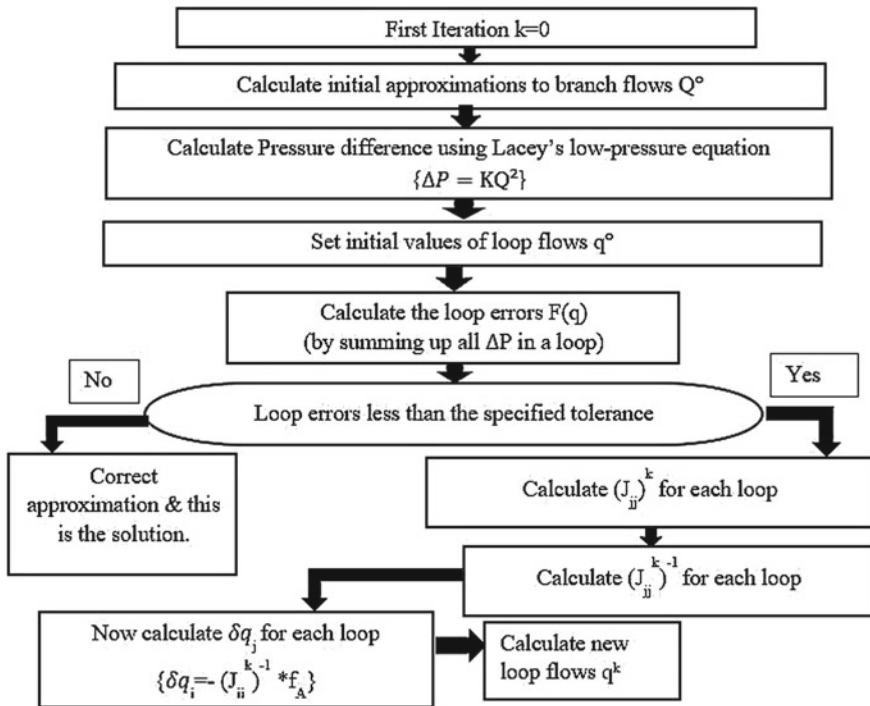 First Iteration k=0
Calculate initial approximations to branch flows Q°
Calculate Pressure difference using Lacey's low-pressure equation
{ΔP = KQ²}
Set initial values of loop flows q°
Calculate the loop errors F(q)
(by summing up all ΔP in a loop)
No
Yes
Loop errors less than the specified tolerance
Correct
approximation & this
is the solution.
Calculate (J_jj)^k for each loop
Calculate (J_jj^k)^-1 for each loop
Now calculate δq_j for each loop
{δq_i=- (J_ii^k)^-1 *f_A}
Calculate new
loop flows q^k